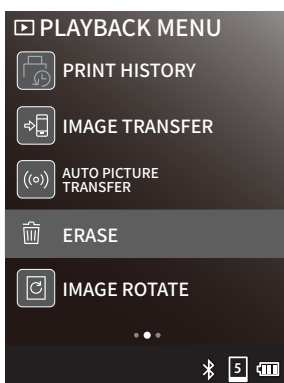 PLAYBACK MENU
PRINT HISTORY
IMAGE TRANSFER
AUTO PICTURE
TRANSFER
ERASE
IMAGE ROTATE
5